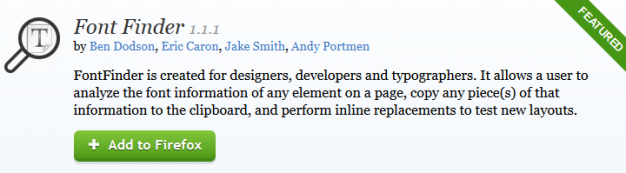 Font Finder 1.1.1
by Ben Dodson, Eric Caron, Jake Smith, Andy Portmen
FontFinder is created for designers, developers and typographers. It allows a user to
analyze the font information of any element on a page, copy any piece(s) of that
information to the clipboard, and perform inline replacements to test new layouts.
+ Add to Firefox
FEATURED
T